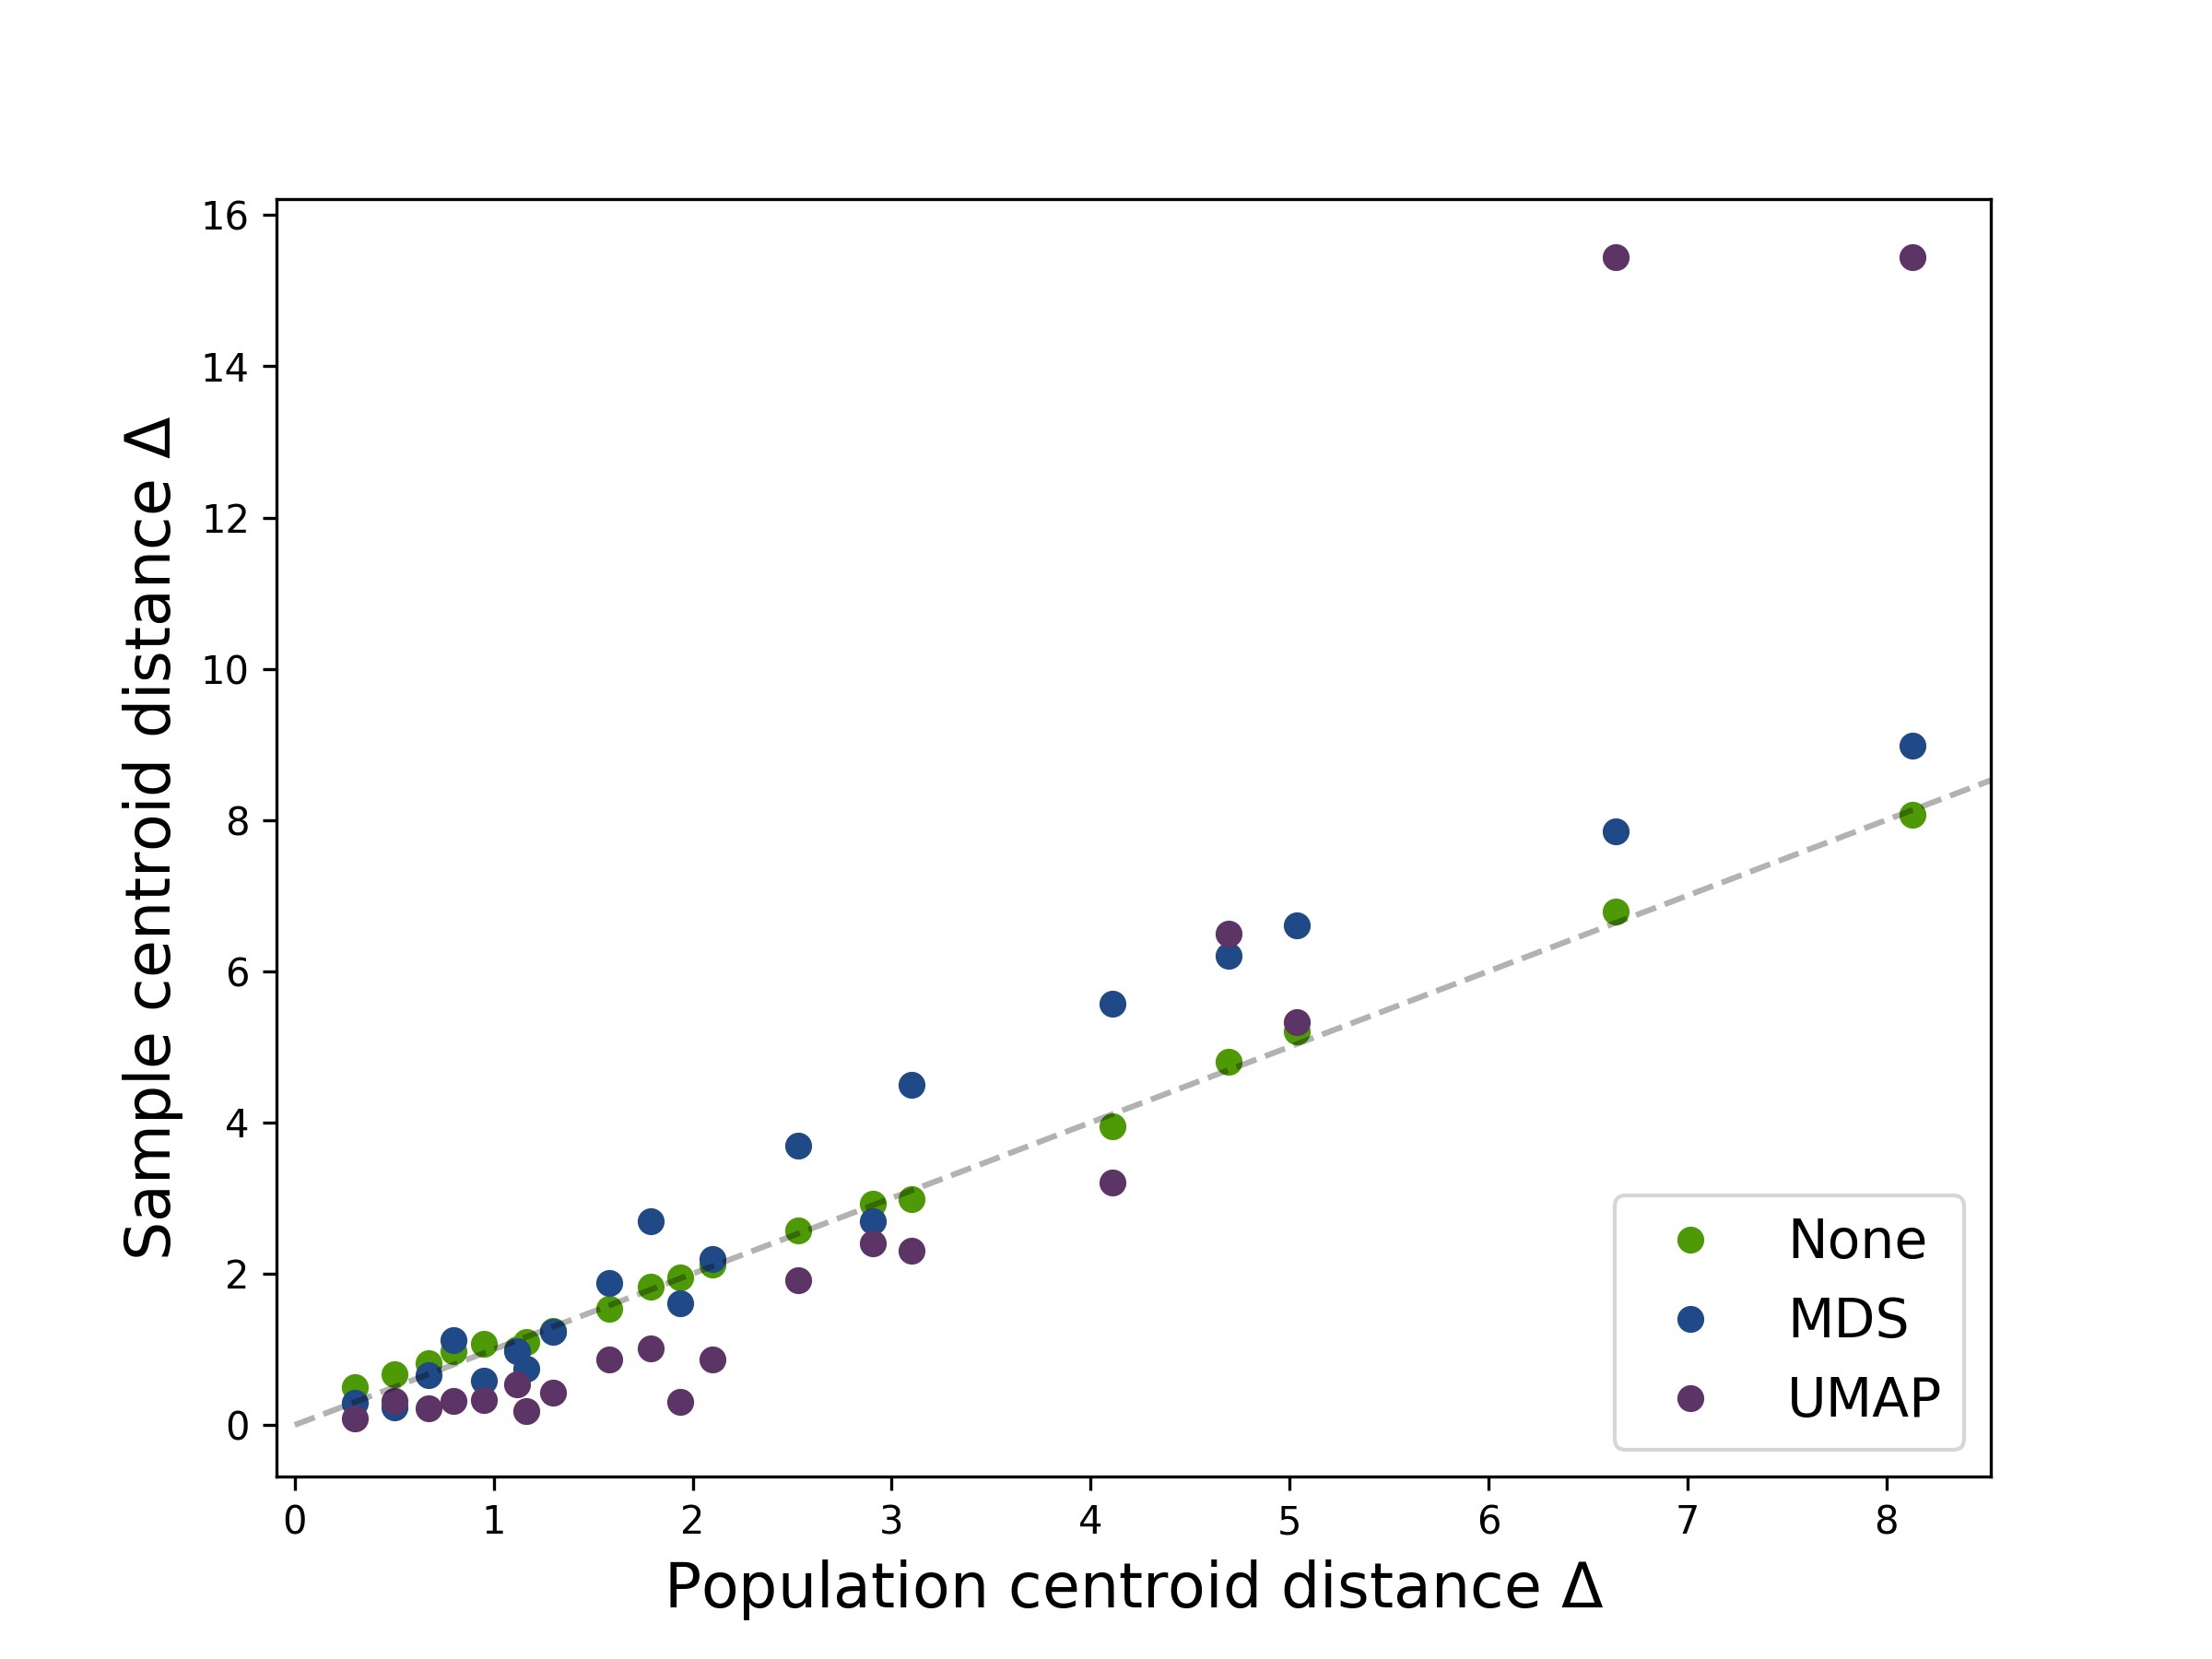 16
14
12
10
8
6
4
2
0
Sample centroid distance Δ
0 1 2 3 4 5 6 7 8
Population centroid distance Δ
None
MDS
UMAP